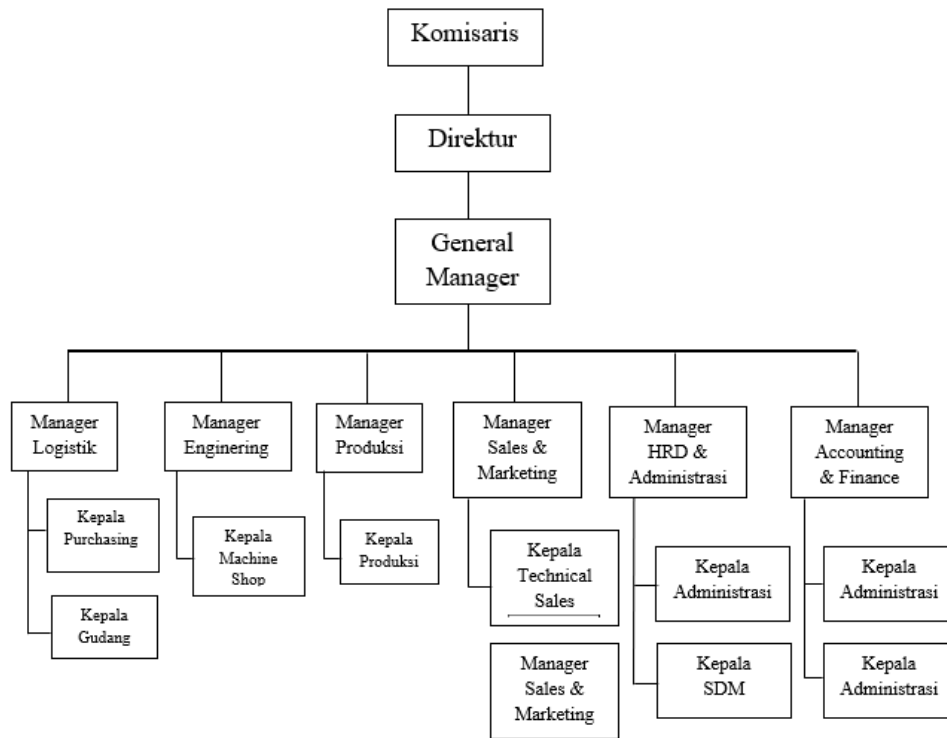 Komisaris
Direktur
General
Manager
Manager
Logistik
Manager
Enginering
Manager
Produksi
Manager
Sales &
Marketing
Manager
HRD &
Administrasi
Manager
Accounting
& Finance
Kepala
Purchasing
Kepala
Gudang
Kepala
Machine
Shop
Kepala
Produksi
Kepala
Technical
Sales
Manager
Sales &
Marketing
Kepala
Administrasi
Kepala
SDM
Kepala
Administrasi
Kepala
Administrasi